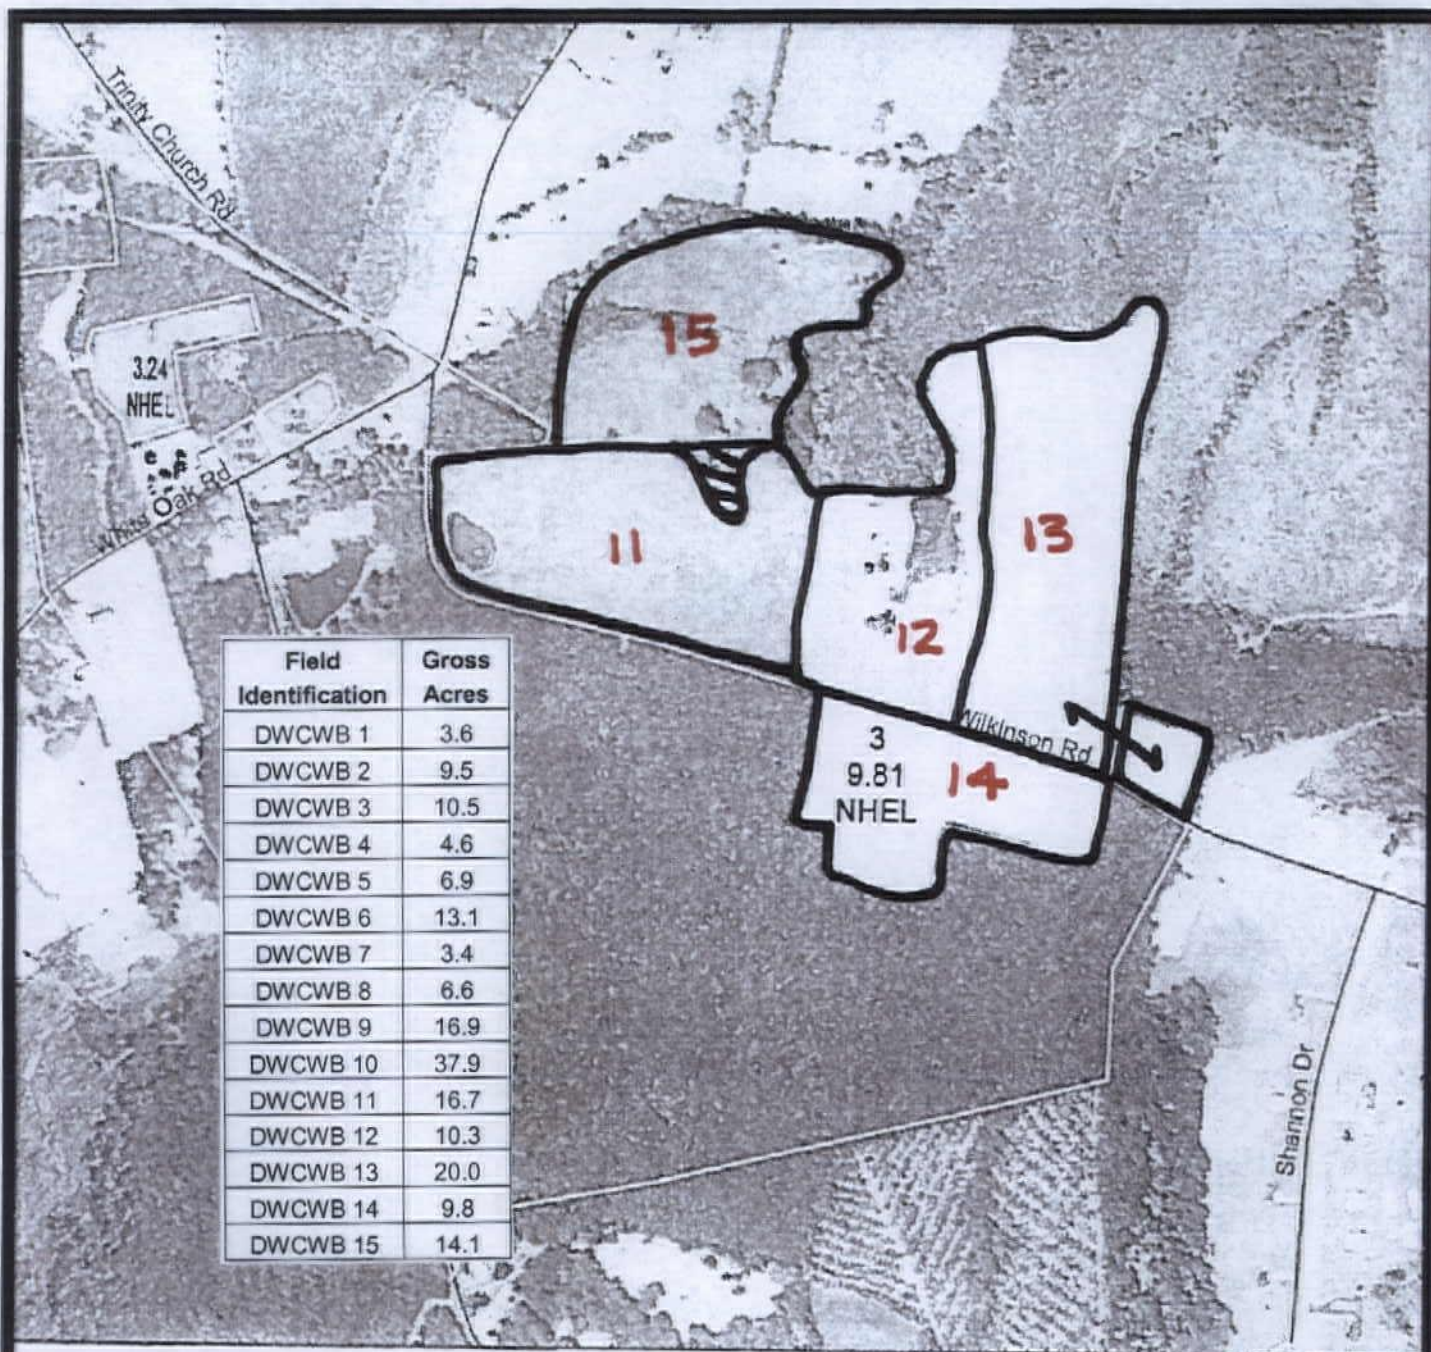 Trinity Church Rd
15
3.24
NHEL
White Oak Rd
11
13
12
Wilkinson Rd
3
9.81
NHEL
14
Field Identification Gross Acres
DWCWB 1 3.6
DWCWB 2 9.5
DWCWB 3 10.5
DWCWB 4 4.6
DWCWB 5 6.9
DWCWB 6 13.1
DWCWB 7 3.4
DWCWB 8 6.6
DWCWB 9 16.9
DWCWB 10 37.9
DWCWB 11 16.7
DWCWB 12 10.3
DWCWB 13 20.0
DWCWB 14 9.8
DWCWB 15 14.1
Shannon Dr